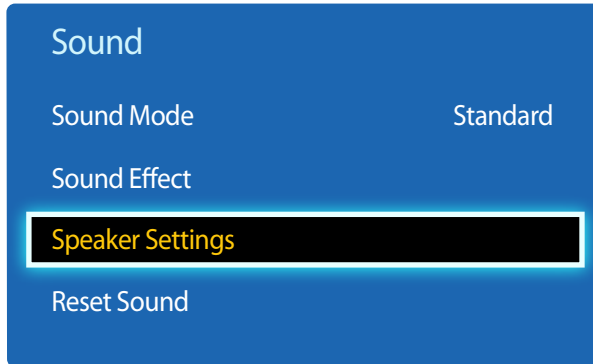 Sound
Sound Mode Standard
Sound Effect
Speaker Settings
Reset Sound